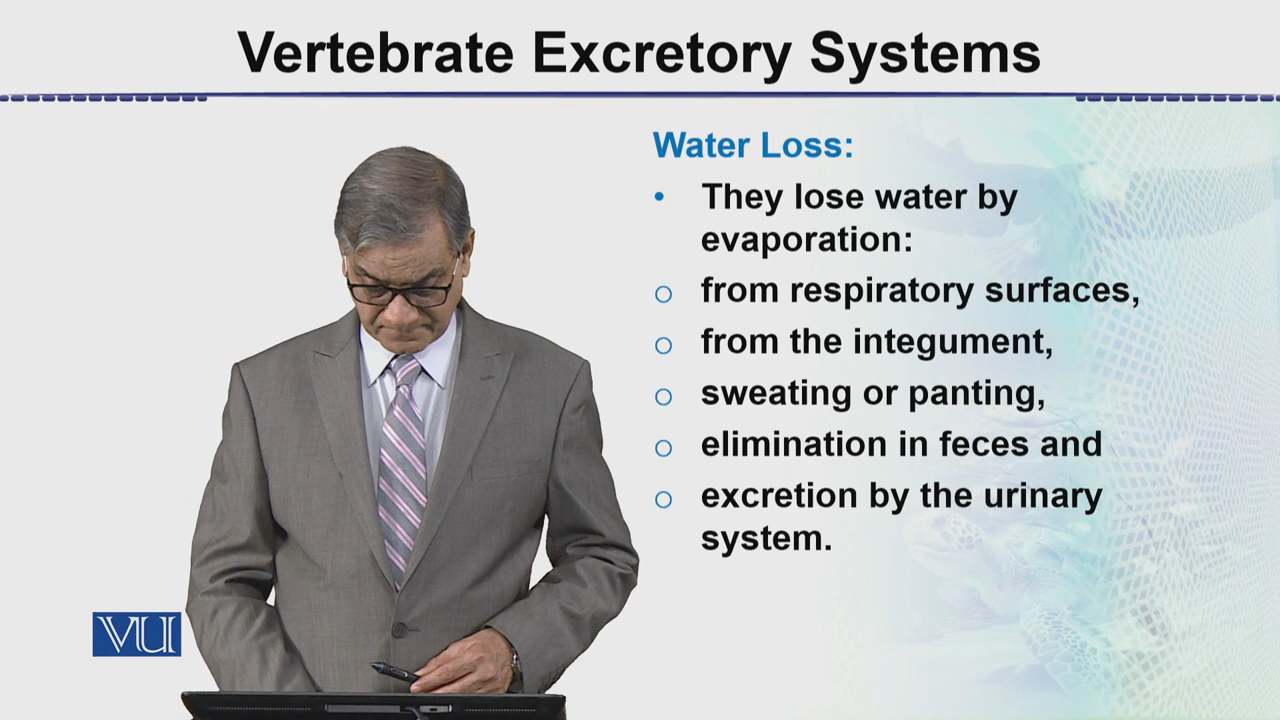 Vertebrate Excretory Systems
Water Loss:
• They lose water by
evaporation:
o from respiratory surfaces,
o from the integument,
o sweating or panting,
o elimination in feces and
o excretion by the urinary
system.
VU